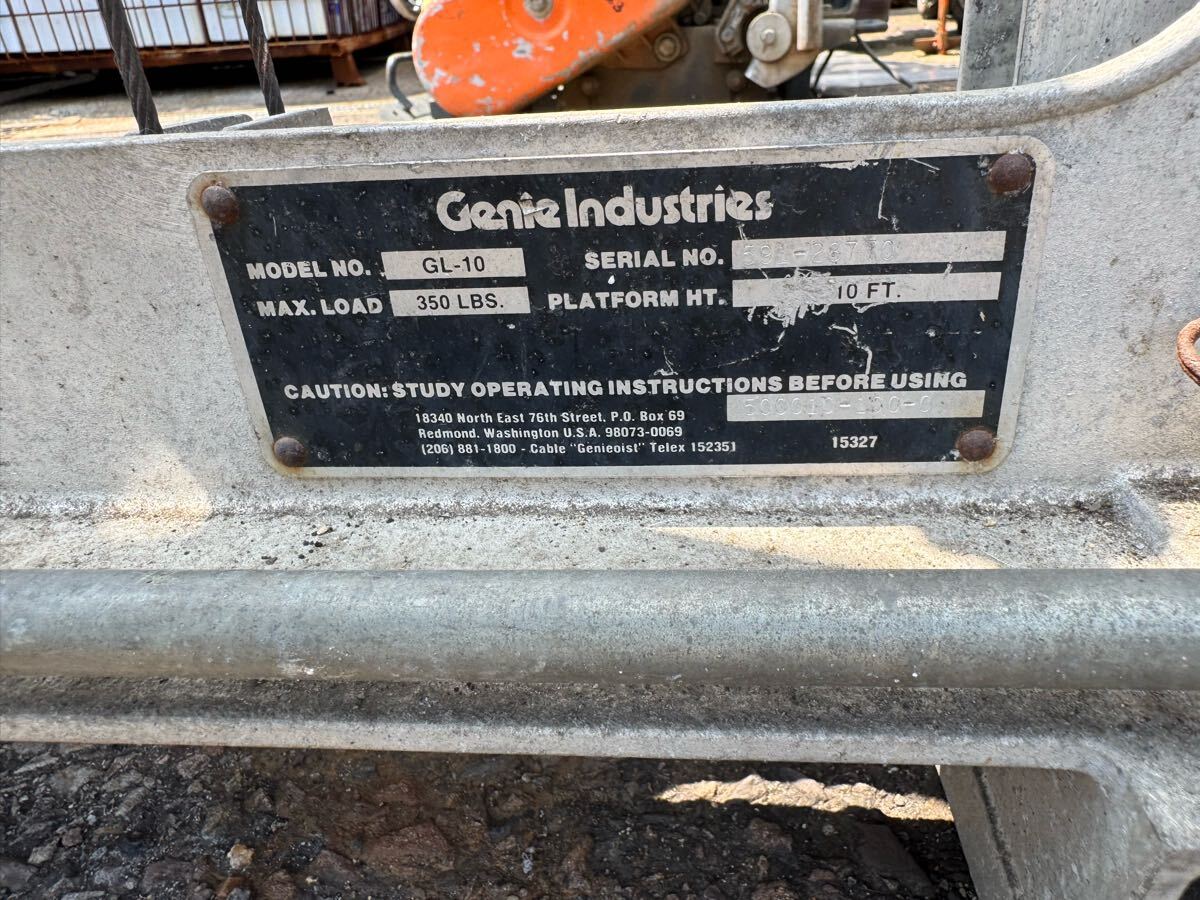 Genie Industries
MODEL NO. GL-10 SERIAL NO.
MAX. LOAD 350 LBS. PLATFORM HT. 10 FT.
CAUTION: STUDY OPERATING INSTRUCTIONS BEFORE USING
18340 North East 76th Street, P.O. Box 69
Redmond, Washington U.S.A. 98073-0069
(206) 881-1800 - Cable "Genieoist" Telex 152351
15327